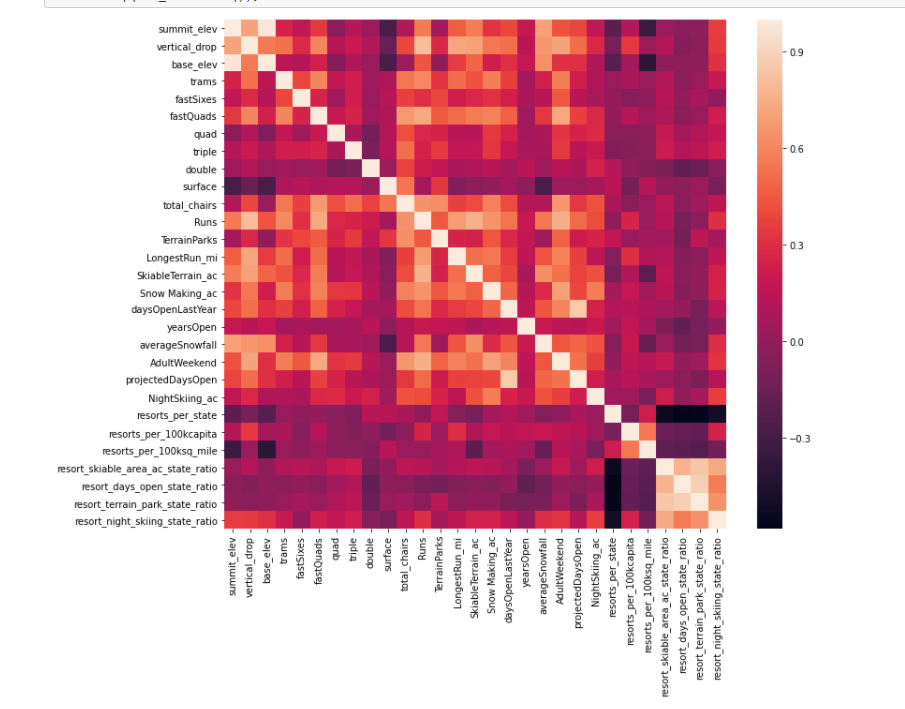 summit_elev
vertical_drop
base_elev
trams
fastSixes
fastQuads
quad
triple
double
surface
total_chairs
Runs
TerrainParks
LongestRun_mi
SkiableTerrain_ac
Snow Making_ac
daysOpenLastYear
yearsOpen
averageSnowfall
AdultWeekend
projectedDaysOpen
NightSkiing_ac
resorts_per_state
resorts_per_100kcapita
resorts_per_100ksq_mile
resort_skiable_area_ac_state_ratio
resort_days_open_state_ratio
resort_terrain_park_state_ratio
resort_night_skiing_state_ratio
0.9
0.6
0.3
0.0
−0.3
summit_elev
vertical_drop
base_elev
trams
fastSixes
fastQuads
quad
triple
double
surface
total_chairs
Runs
TerrainParks
LongestRun_mi
SkiableTerrain_ac
Snow Making_ac
daysOpenLastYear
yearsOpen
averageSnowfall
AdultWeekend
projectedDaysOpen
NightSkiing_ac
resorts_per_state
resorts_per_100kcapita
resorts_per_100ksq_mile
resort_skiable_area_ac_state_ratio
resort_days_open_state_ratio
resort_terrain_park_state_ratio
resort_night_skiing_state_ratio